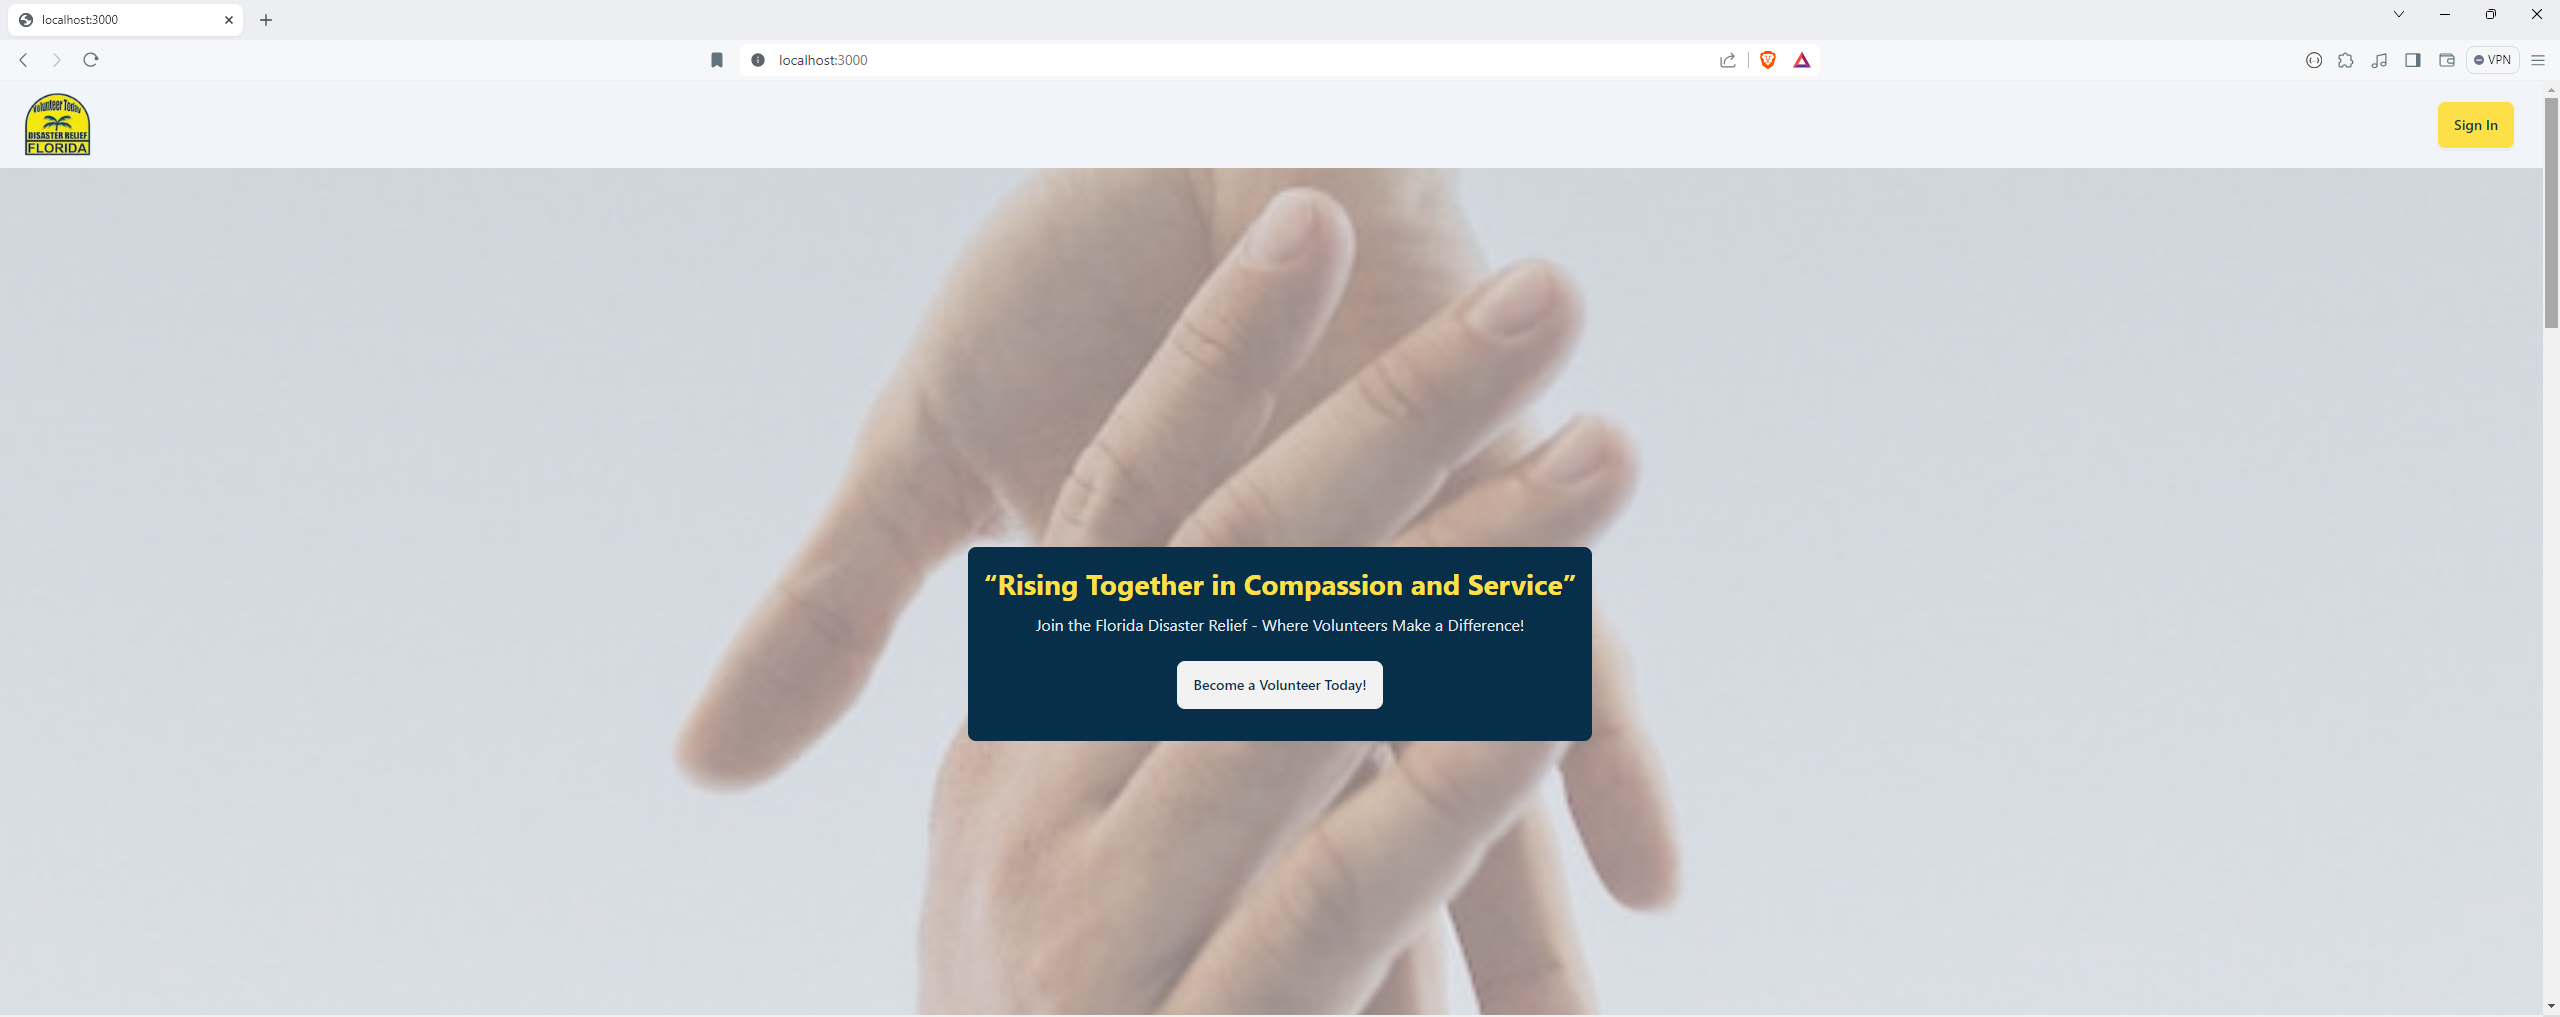 localhost:3000
localhost:3000
VPN
Volunteer Today
DISASTER RELIEF
FLORIDA
Sign In
“Rising Together in Compassion and Service”
Join the Florida Disaster Relief - Where Volunteers Make a Difference!
Become a Volunteer Today!